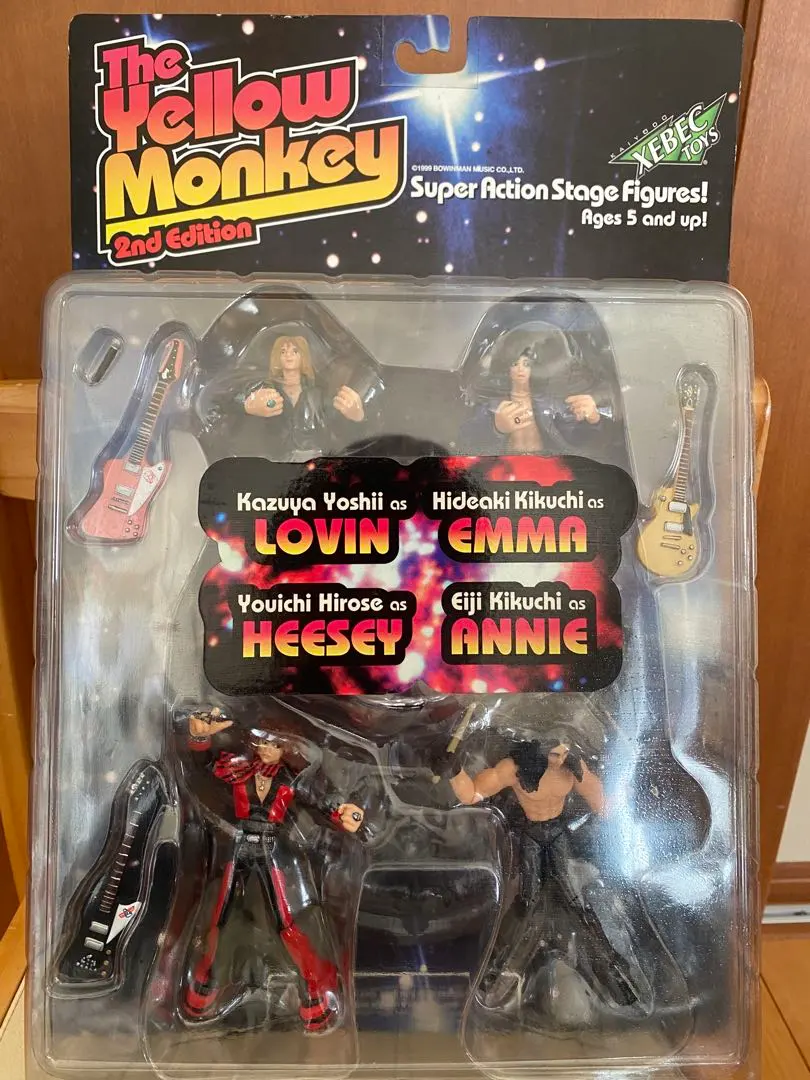 The
Yellow
Monkey
2nd Edition
KAIYODO
XEBEC
TOYS
©1999 BOWINMAN MUSIC CO.,LTD.
Super Action Stage Figures!
Ages 5 and up!
Kazuya Yoshii as
LOVIN
Hideaki Kikuchi as
EMMA
Youichi Hirose as
HEESEY
Eiji Kikuchi as
ANNIE